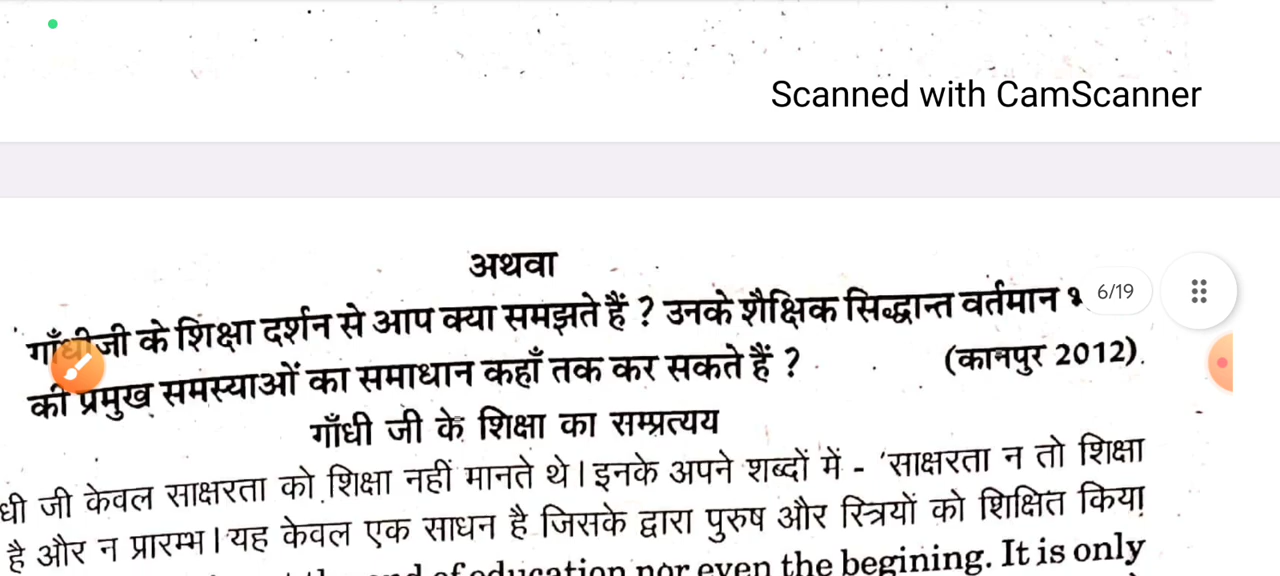 Scanned with CamScanner
अथवा
गाँधीजी के शिक्षा दर्शन से आप क्या समझते हैं ? उनके शैक्षिक सिद्धान्त वर्तमान
6/19
की प्रमुख समस्याओं का समाधान कहाँ तक कर सकते हैं ? (कानपुर 2012).
गाँधी जी के शिक्षा का सम्प्रत्यय
धी जी केवल साक्षरता को शिक्षा नहीं मानते थे। इनके अपने शब्दों में - 'साक्षरता न तो शिक्षा
है और न प्रारम्भ। यह केवल एक साधन है जिसके द्वारा पुरुष और स्त्रियों को शिक्षित किया
of education nor even the begining. It is only